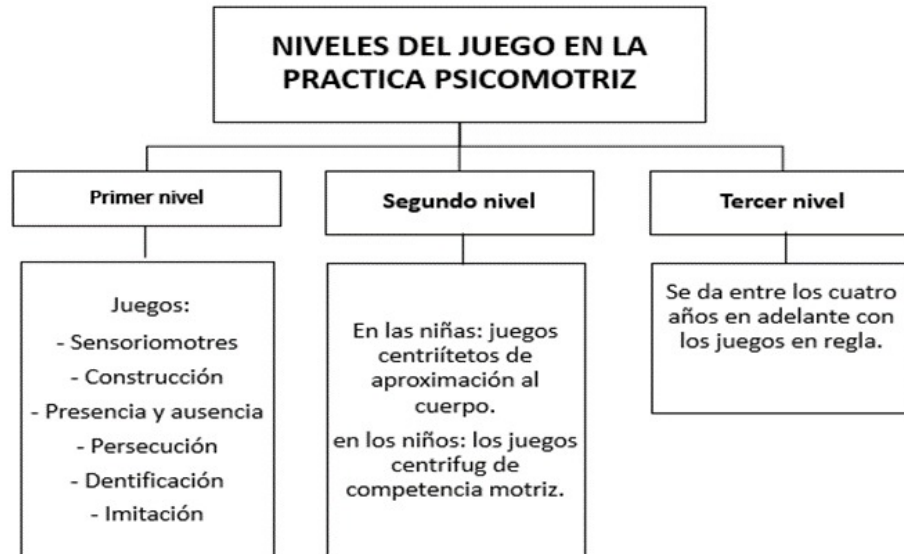 NIVELES DEL JUEGO EN LA
PRACTICA PSICOMOTRIZ
Primer nivel
Segundo nivel
Tercer nivel
Juegos:
- Sensoriomotres
- Construcción
- Presencia y ausencia
- Persecución
- Dentificación
- Imitación
En las niñas: juegos
centriítetos de
aproximación al
cuerpo.
en los niños: los juegos
centrifug de
competencia motriz.
Se da entre los cuatro
años en adelante con
los juegos en regla.